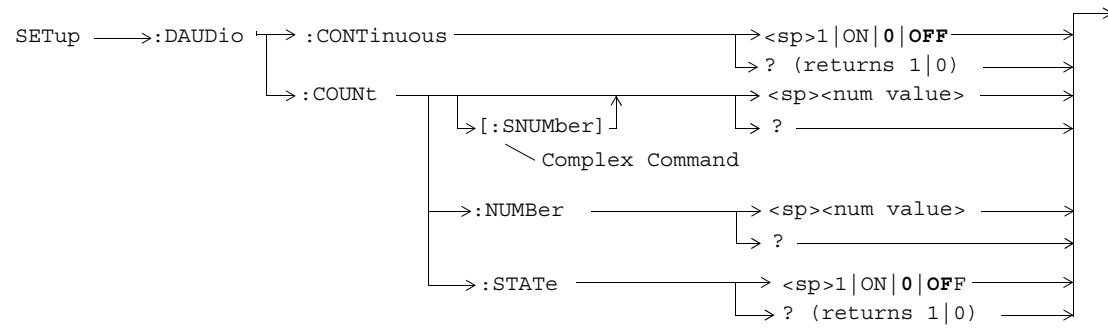 SETup :DAUDio :CONTinuous <sp>1|ON|0|OFF
? (returns 1|0)
:COUNt <sp><num value>
[:SNUMber] ?
Complex Command
:NUMBer <sp><num value>
?
:STATe <sp>1|ON|0|OFF
? (returns 1|0)